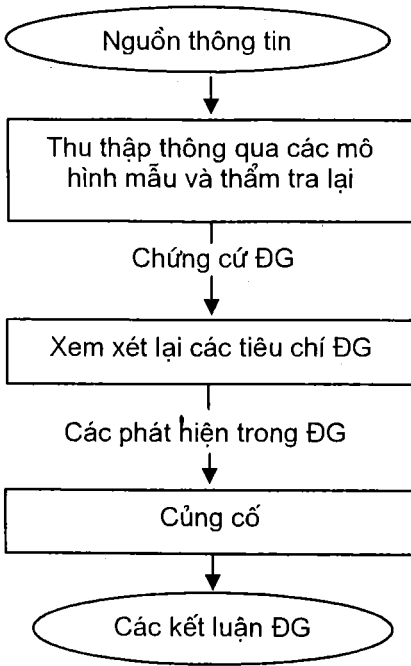 Nguồn thông tin
Thu thập thông qua các mô
hình mẫu và thẩm tra lại
Chứng cứ ĐG
Xem xét lại các tiêu chí ĐG
Các phát hiện trong ĐG
Củng cố
Các kết luận ĐG